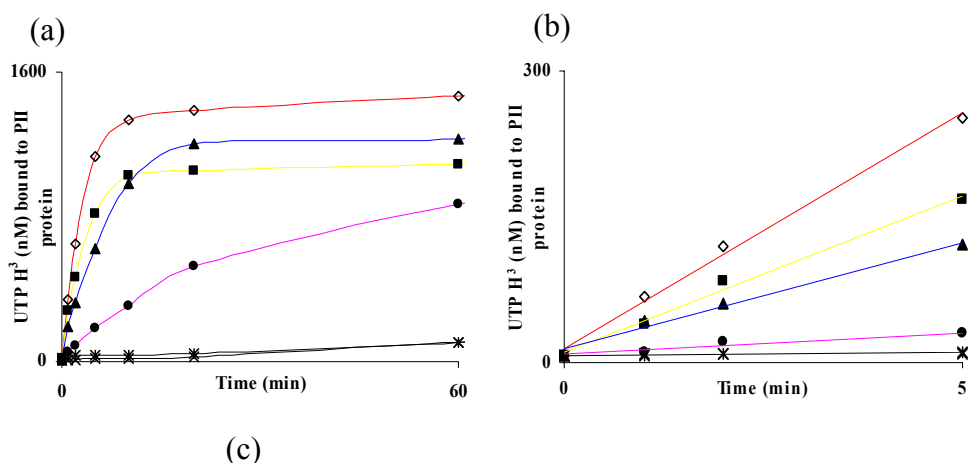 (a)
1600
UTP H³ (nM) bound to PII
protein
0
0
Time (min)
60
(b)
300
UTP H³ (nM) bound to PII
protein
0
0
Time (min)
5
(c)